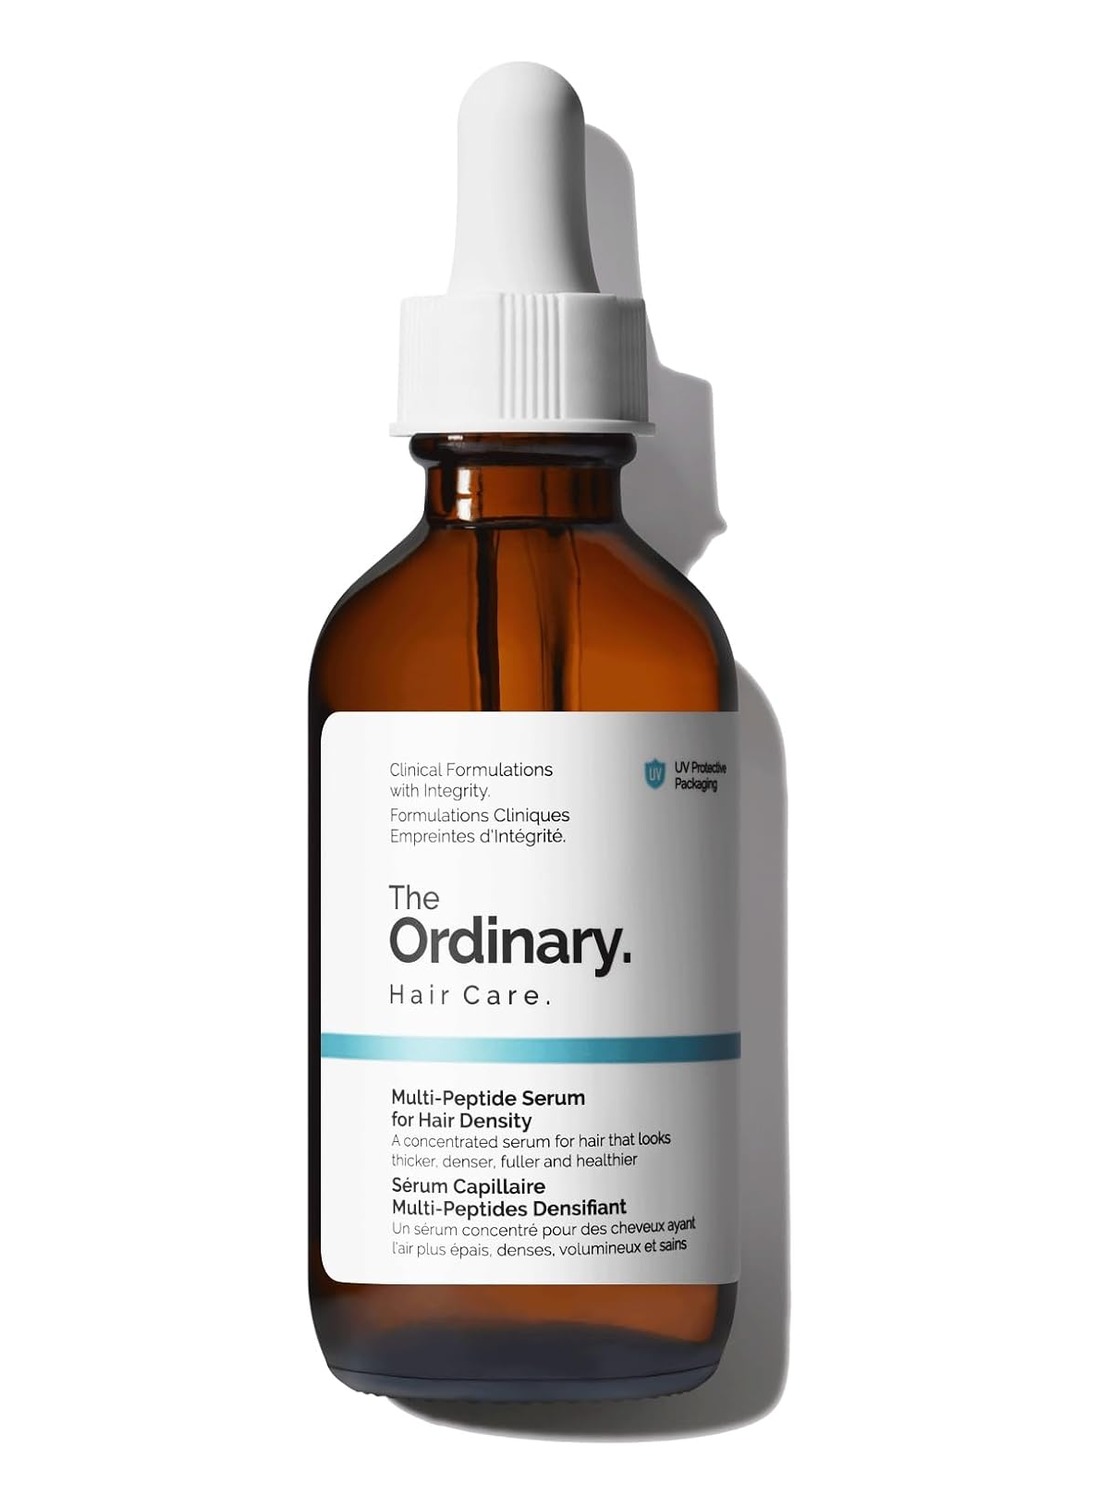 Clinical Formulations
with Integrity.
Formulations Cliniques
Empreintes d'Intégrité.
UV
UV Protective
Packaging
The
Ordinary.
Hair Care.
Multi-Peptide Serum
for Hair Density
A concentrated serum for hair that looks
thicker, denser, fuller and healthier
Sérum Capillaire
Multi-Peptides Densifiant
Un sérum concentré pour des cheveux ayant
l'air plus épais, denses, volumineux et sains